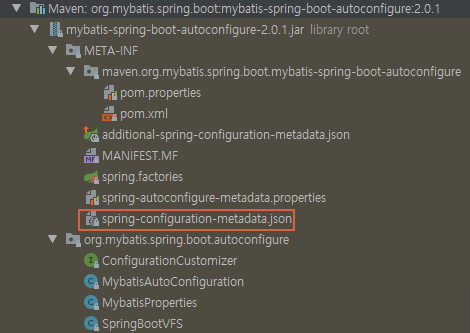 Maven: org.mybatis.spring.boot:mybatis-spring-boot-autoconfigure:2.0.1
mybatis-spring-boot-autoconfigure-2.0.1.jar library root
META-INF
maven.org.mybatis.spring.boot.mybatis-spring-boot-autoconfigure
pom.properties
pom.xml
additional-spring-configuration-metadata.json
MANIFEST.MF
spring.factories
spring-autoconfigure-metadata.properties
spring-configuration-metadata.json
org.mybatis.spring.boot.autoconfigure
ConfigurationCustomizer
MybatisAutoConfiguration
MybatisProperties
SpringBootVFS